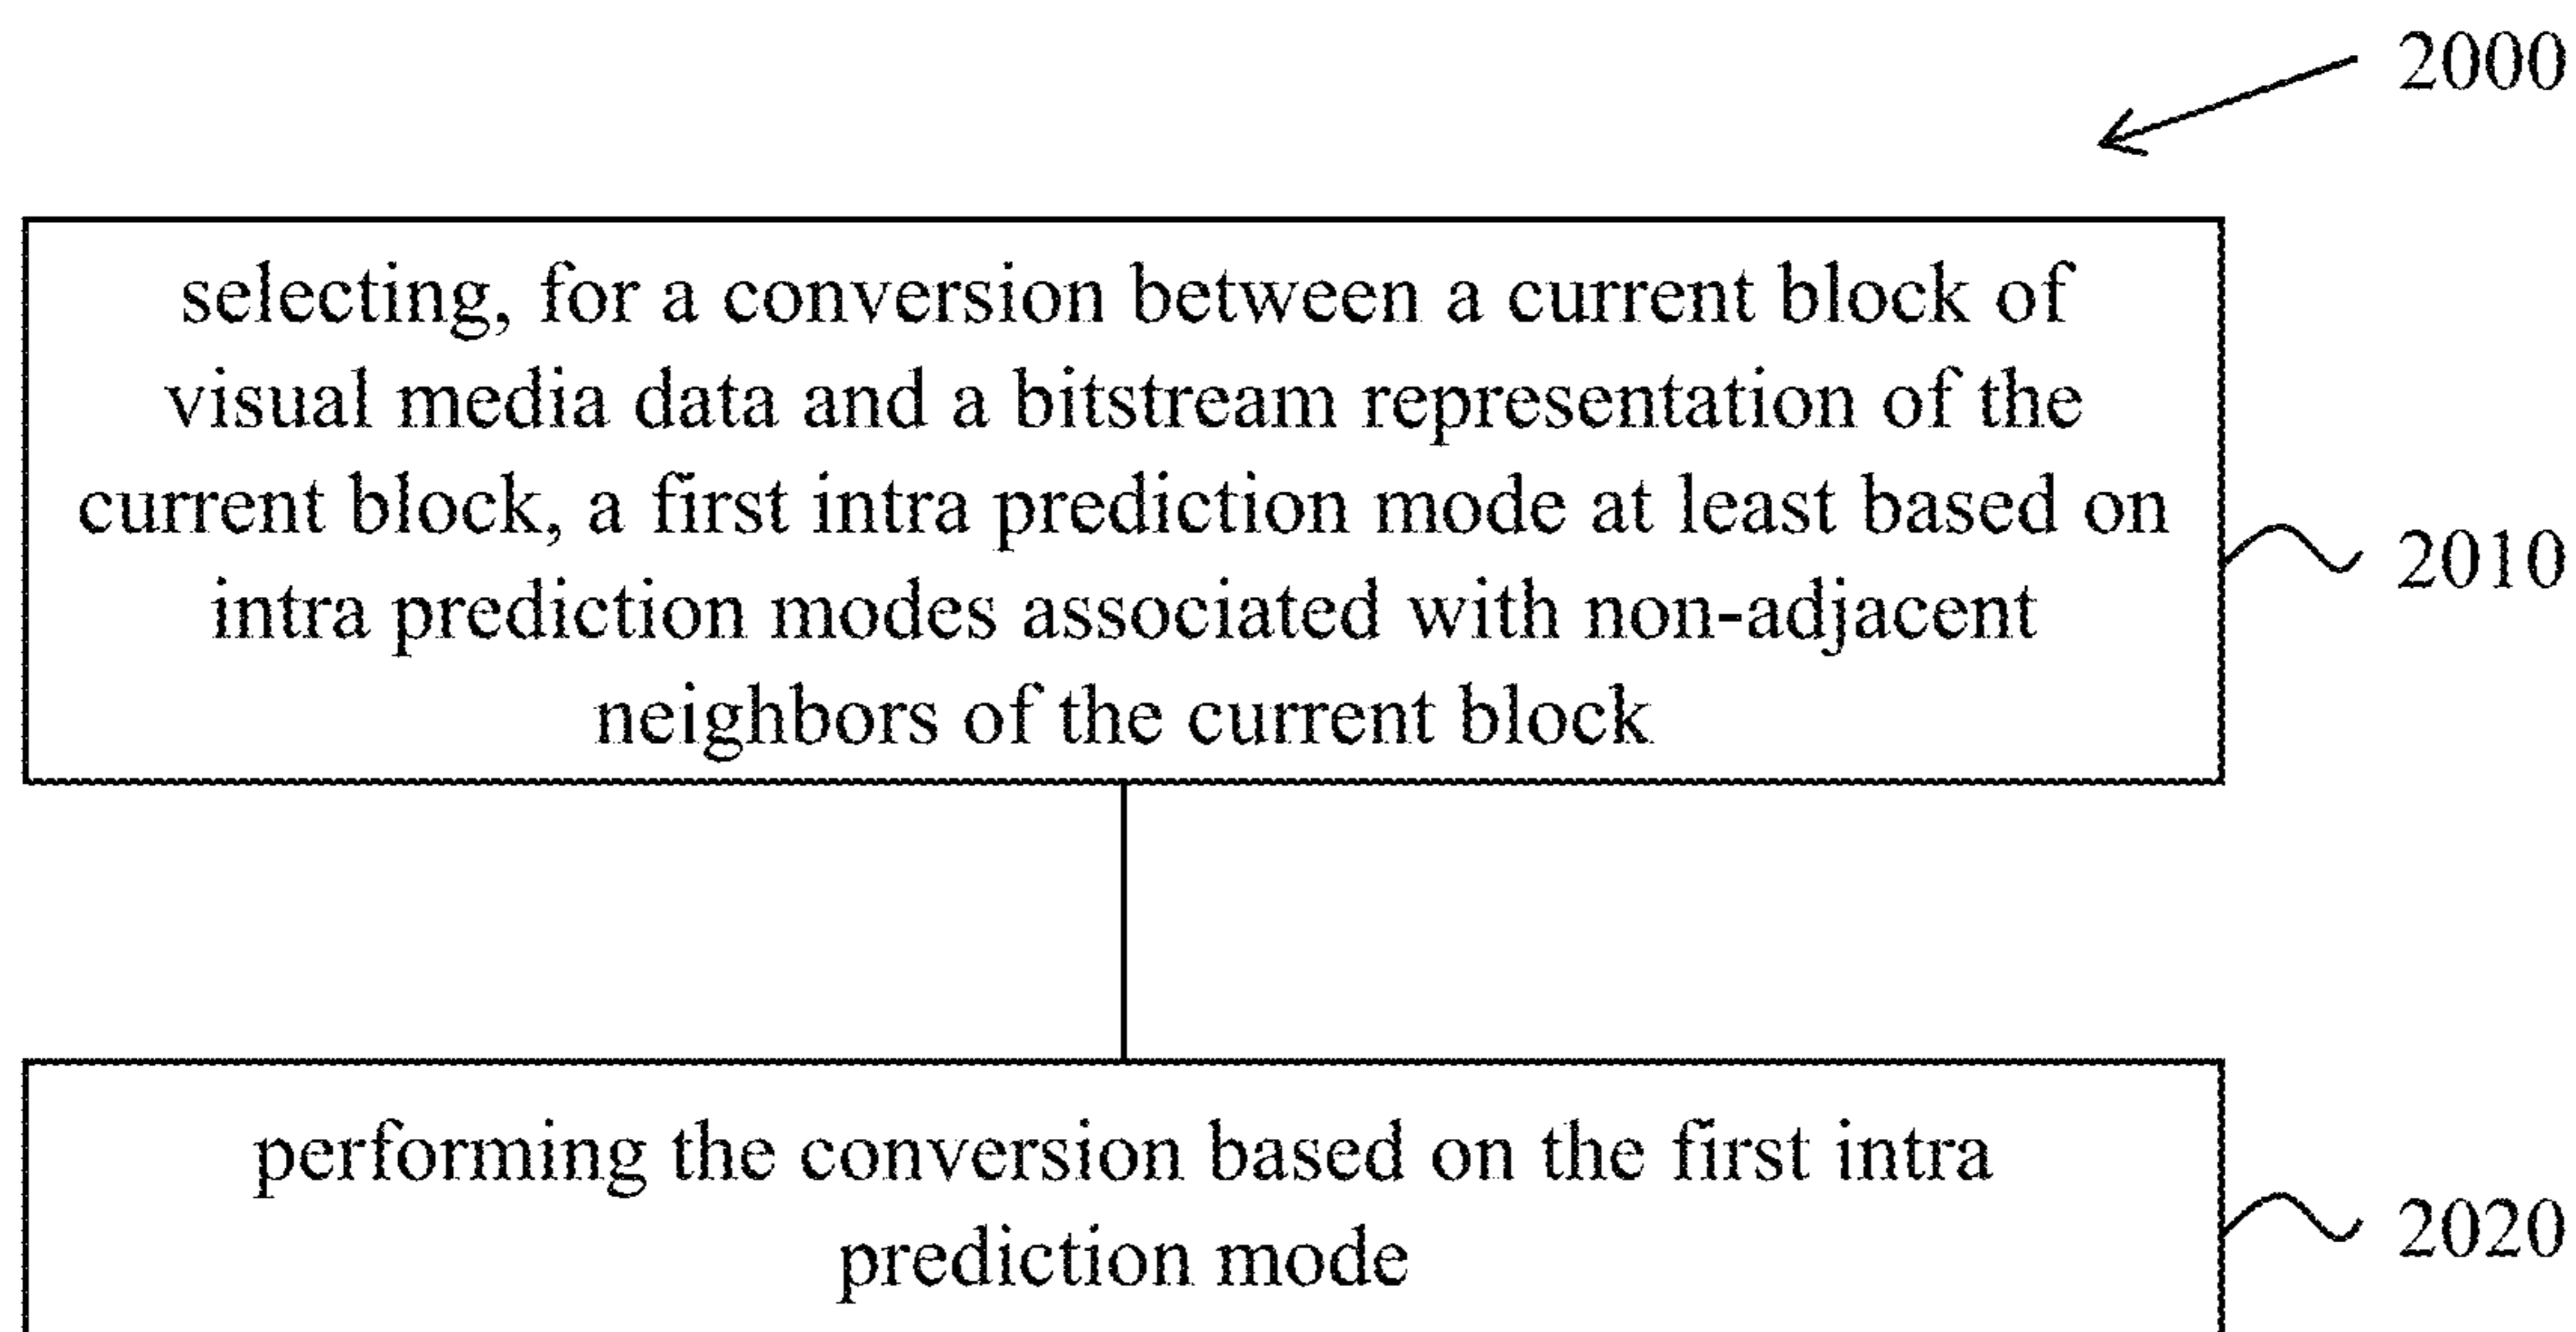 2000
selecting, for a conversion between a current block of
visual media data and a bitstream representation of the
current block, a first intra prediction mode at least based on
intra prediction modes associated with non-adjacent
neighbors of the current block
2010
performing the conversion based on the first intra
prediction mode
2020